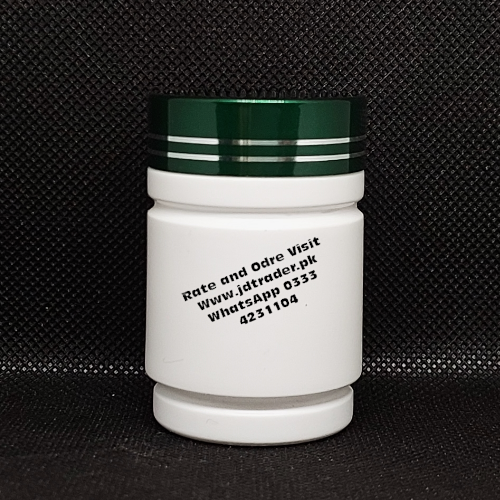 Rate and Odre Visit
Www.jdtrader.pk
WhatsApp 0333
4231104